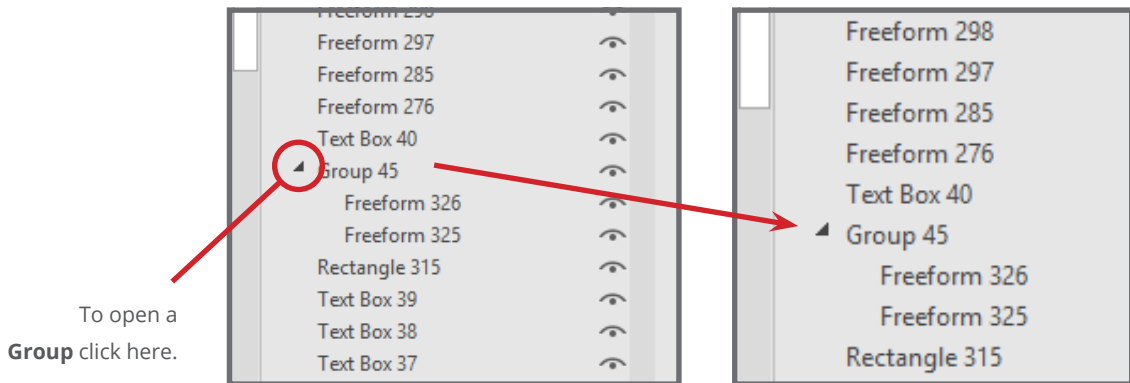 Freeform 298
Freeform 297
Freeform 285
Freeform 276
Text Box 40
Group 45
Freeform 326
Freeform 325
Rectangle 315
Text Box 39
Text Box 38
Text Box 37
To open a
Group click here.
Freeform 298
Freeform 297
Freeform 285
Freeform 276
Text Box 40
Group 45
Freeform 326
Freeform 325
Rectangle 315